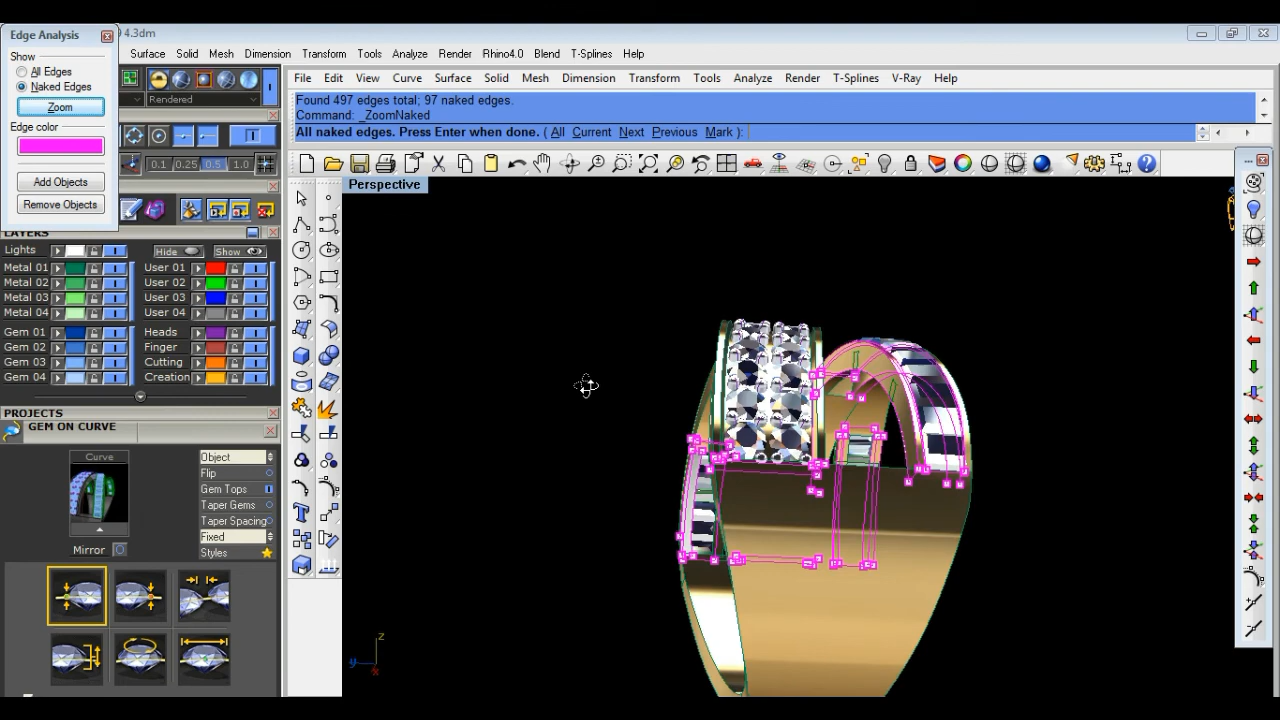 Edge Analysis
94.3dm
Show
All Edges
Naked Edges
Zoom
Edge color
Add Objects
Remove Objects
Surface Solid Mesh Dimension Transform Tools Analyze Render Rhino4.0 Blend T-Splines Help
Rendered
0.1 0.25 0.5 1.0
File Edit View Curve Surface Solid Mesh Dimension Transform Tools Analyze Render T-Splines V-Ray Help
Found 497 edges total; 97 naked edges.
Command: _ZoomNaked
All naked edges. Press Enter when done. ( All Current Next Previous Mark ):
Perspective
LAYERS
Lights Hide Show
Metal 01 User 01
Metal 02 User 02
Metal 03 User 03
Metal 04 User 04
Gem 01 Heads
Gem 02 Finger
Gem 03 Cutting
Gem 04 Creation
PROJECTS
GEM ON CURVE
Curve
Mirror
Object
Flip
Gem Tops
Taper Gems
Taper Spacing
Fixed
Styles
z
y
x